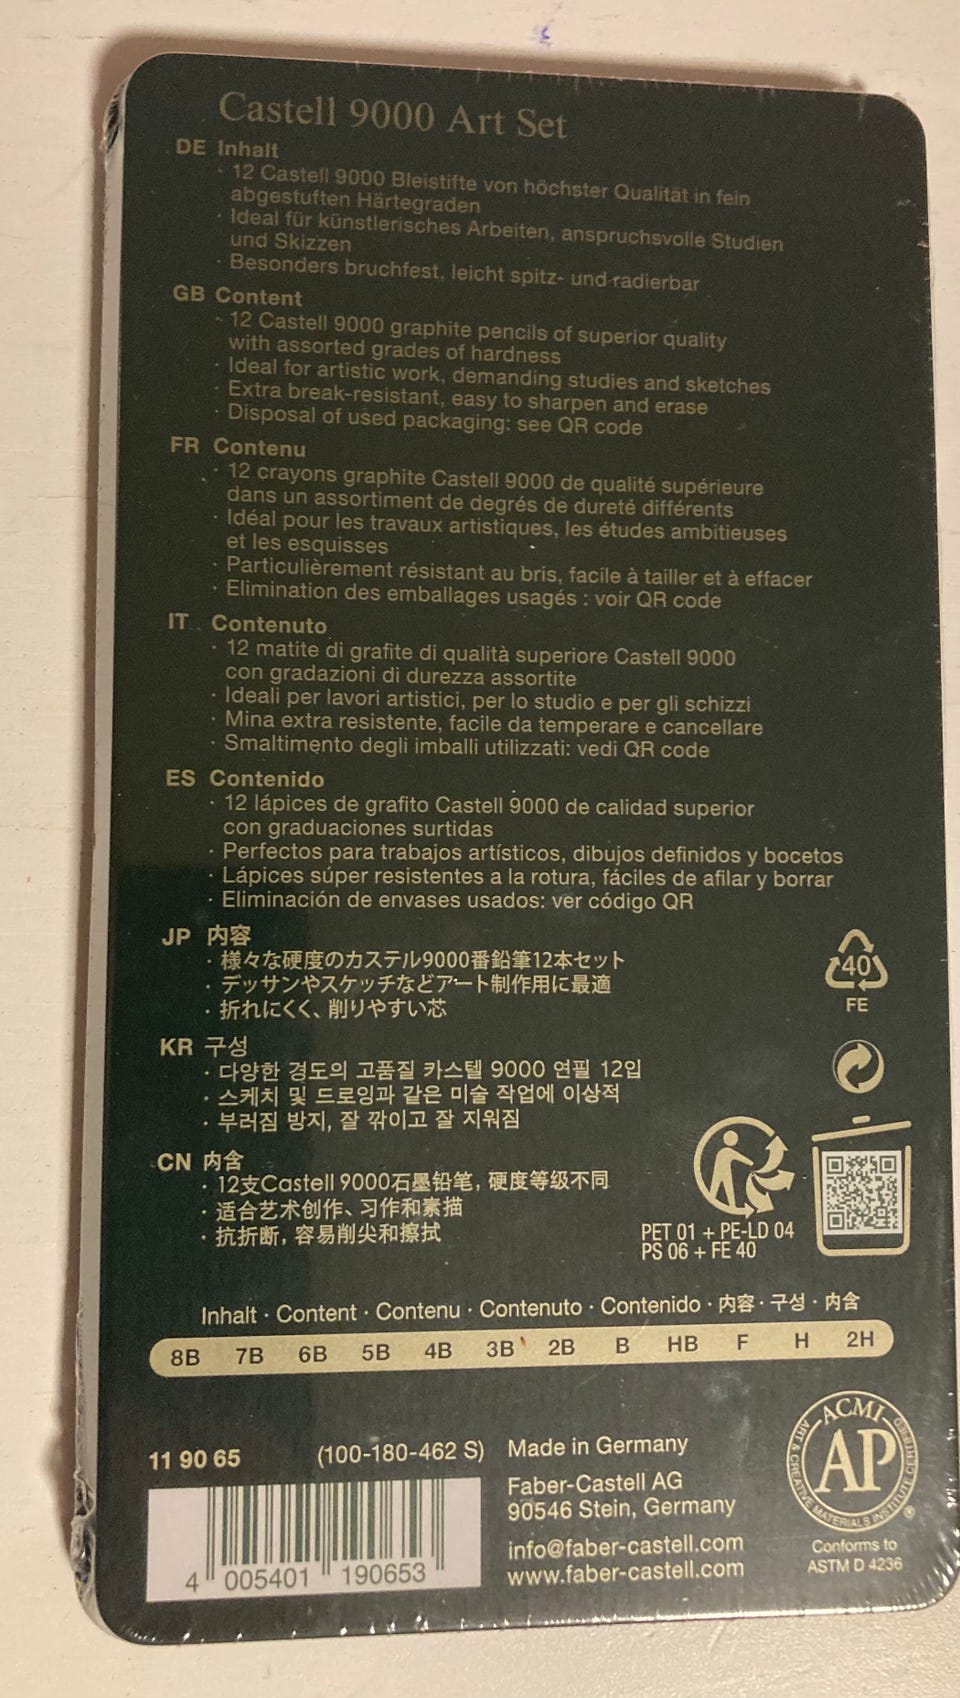 Castell 9000 Art Set
DE Inhalt
· 12 Castell 9000 Bleistifte von höchster Qualität in fein
abgestuften Härtegraden
· Ideal für künstlerisches Arbeiten, anspruchsvolle Studien
und Skizzen
· Besonders bruchfest, leicht spitz- und radierbar
GB Content
· 12 Castell 9000 graphite pencils of superior quality
with assorted grades of hardness
· Ideal for artistic work, demanding studies and sketches
· Extra break-resistant, easy to sharpen and erase
· Disposal of used packaging: see QR code
FR Contenu
· 12 crayons graphite Castell 9000 de qualité supérieure
dans un assortiment de degrés de dureté différents
· Idéal pour les travaux artistiques, les études ambitieuses
et les esquisses
· Particulièrement résistant au bris, facile à tailler et à effacer
· Elimination des emballages usagés : voir QR code
IT Contenuto
· 12 matite di grafite di qualità superiore Castell 9000
con gradazioni di durezza assortite
· Ideali per lavori artistici, per lo studio e per gli schizzi
· Mina extra resistente, facile da temperare e cancellare
· Smaltimento degli imballi utilizzati: vedi QR code
ES Contenido
· 12 lápices de grafito Castell 9000 de calidad superior
con graduaciones surtidas
· Perfectos para trabajos artísticos, dibujos definidos y bocetos
· Lápices súper resistentes a la rotura, fáciles de afilar y borrar
· Eliminación de envases usados: ver código QR
JP 内容
· 様々な硬度のカステル9000番鉛筆12本セット
· デッサンやスケッチなどアート制作用に最適
· 折れにくく、削りやすい芯
40
FE
KR 구성
· 다양한 경도의 고품질 카스텔 9000 연필 12입
· 스케치 및 드로잉과 같은 미술 작업에 이상적
· 부러짐 방지, 잘 깎이고 잘 지워짐
CN 内含
· 12支Castell 9000石墨铅笔, 硬度等级不同
· 适合艺术创作、习作和素描
· 抗折断, 容易削尖和擦拭
PET 01 + PE-LD 04
PS 06 + FE 40
Inhalt · Content · Contenu · Contenuto · Contenido · 内容 · 구성 · 内含
8B 7B 6B 5B 4B 3B 2B B HB F H 2H
11 90 65 (100-180-462 S)
4 005401 190653
Made in Germany
Faber-Castell AG
90546 Stein, Germany
info@faber-castell.com
www.faber-castell.com
ACMI
AP
ART & CREATIVE MATERIALS INSTITUTE CERTIFIED
®
Conforms to
ASTM D 4236